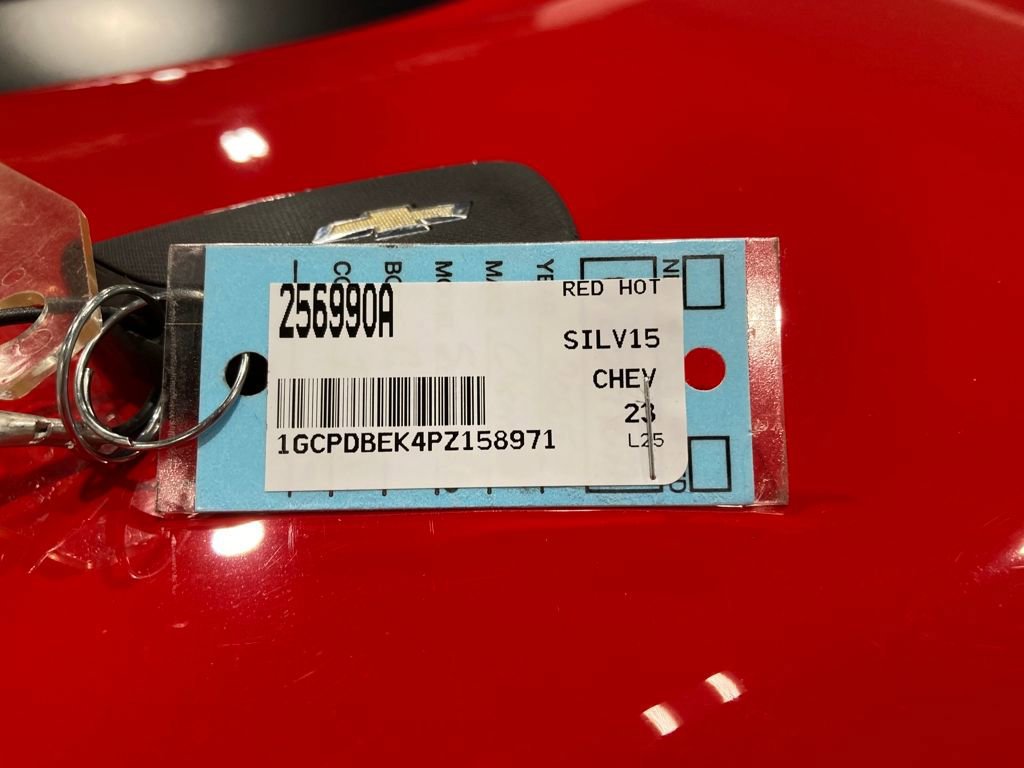 256990A
RED HOT
SILV15
CHEV
23
L25
1GCPDBEK4PZ158971